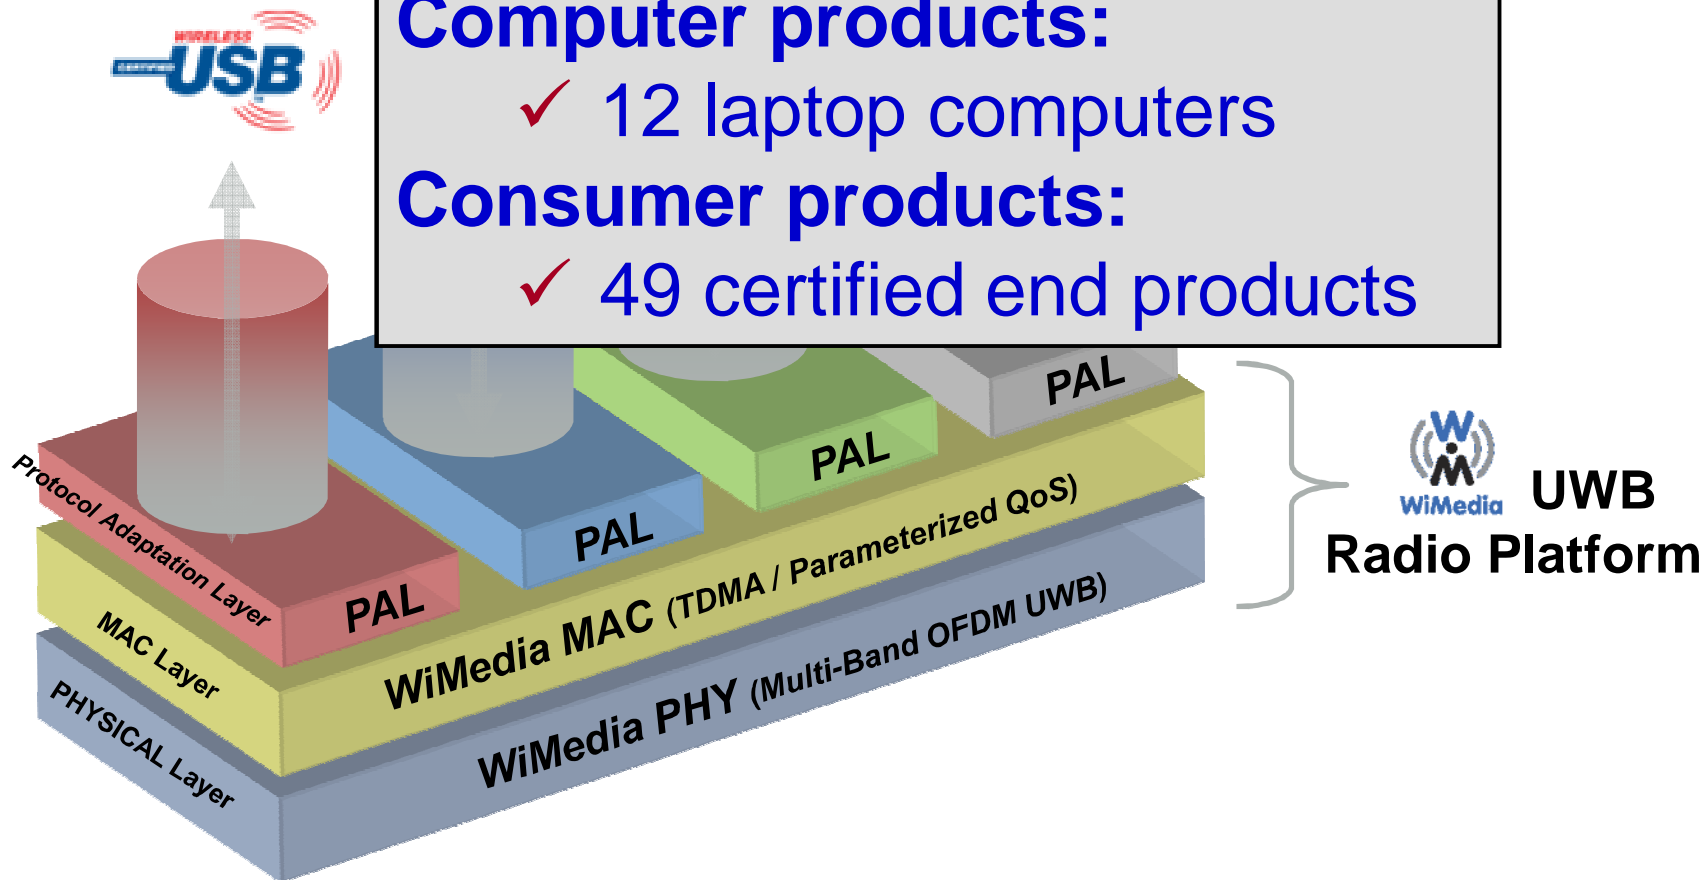 WIRELESS
CERTIFIED USB
Computer products:
✓ 12 laptop computers
Consumer products:
✓ 49 certified end products
PAL
PAL
PAL
PAL
Protocol Adaptation Layer
MAC Layer
PHYSICAL Layer
WiMedia MAC (TDMA / Parameterized QoS)
WiMedia PHY (Multi-Band OFDM UWB)
WiMedia UWB
Radio Platform